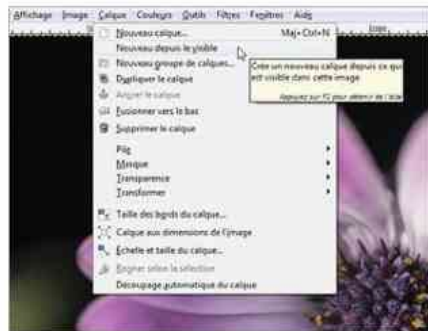 Affichage Image Calque Couleurs Outils Filtres Fenêtres Aide
Nouveau calque... Maj+Ctrl+N
Nouveau depuis le visible
Nouveau groupe de calques...
Dupliquer le calque
Ancrer le calque
Fusionner vers le bas
Supprimer le calque
Pile
Masque
Transparence
Transformer
Taille des bords du calque...
Calque aux dimensions de l'image
Échelle et taille du calque...
Rogner selon la sélection
Découpage automatique du calque
Crée un nouveau calque depuis ce qui
est visible dans cette image
Appuyez sur F1 pour obtenir de l'aide